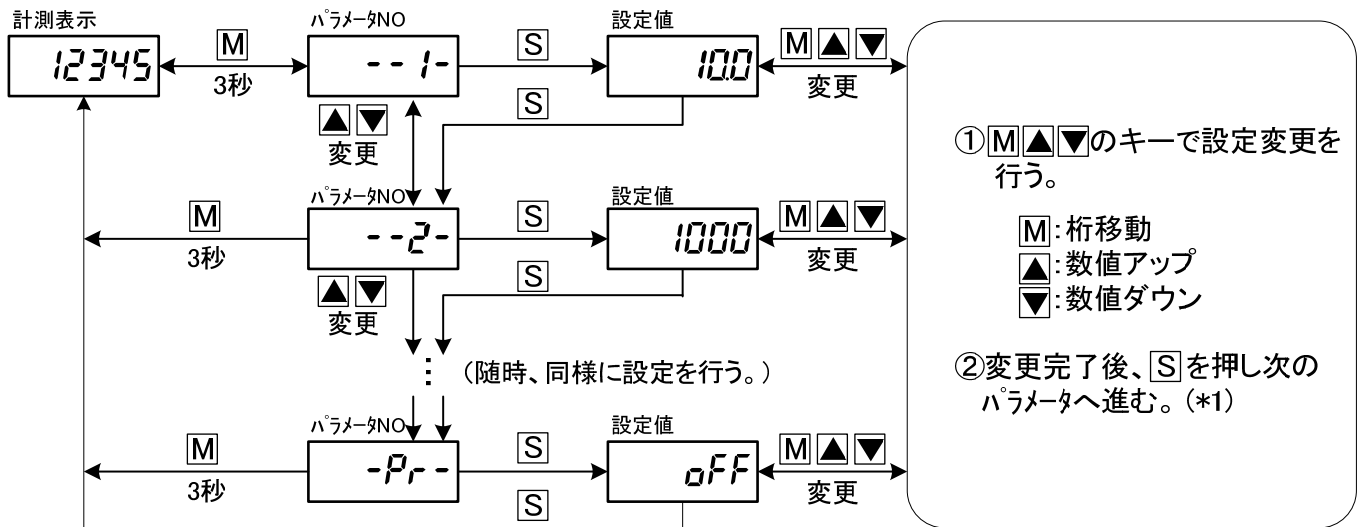 計測表示
12345
M
3秒
パラメータNO
--1-
S
設定値
10.0
M▲▼
変更
S
▲▼
変更
パラメータNO
--2-
M
3秒
S
設定値
1000
M▲▼
変更
S
▲▼
変更
⋮
(随時、同様に設定を行う。)
パラメータNO
-Pr-
M
3秒
S
設定値
oFF
M▲▼
変更
S
①M▲▼のキーで設定変更を
行う。
M:桁移動
▲:数値アップ
▼:数値ダウン
②変更完了後、Sを押し次の
パラメータへ進む。(*1)